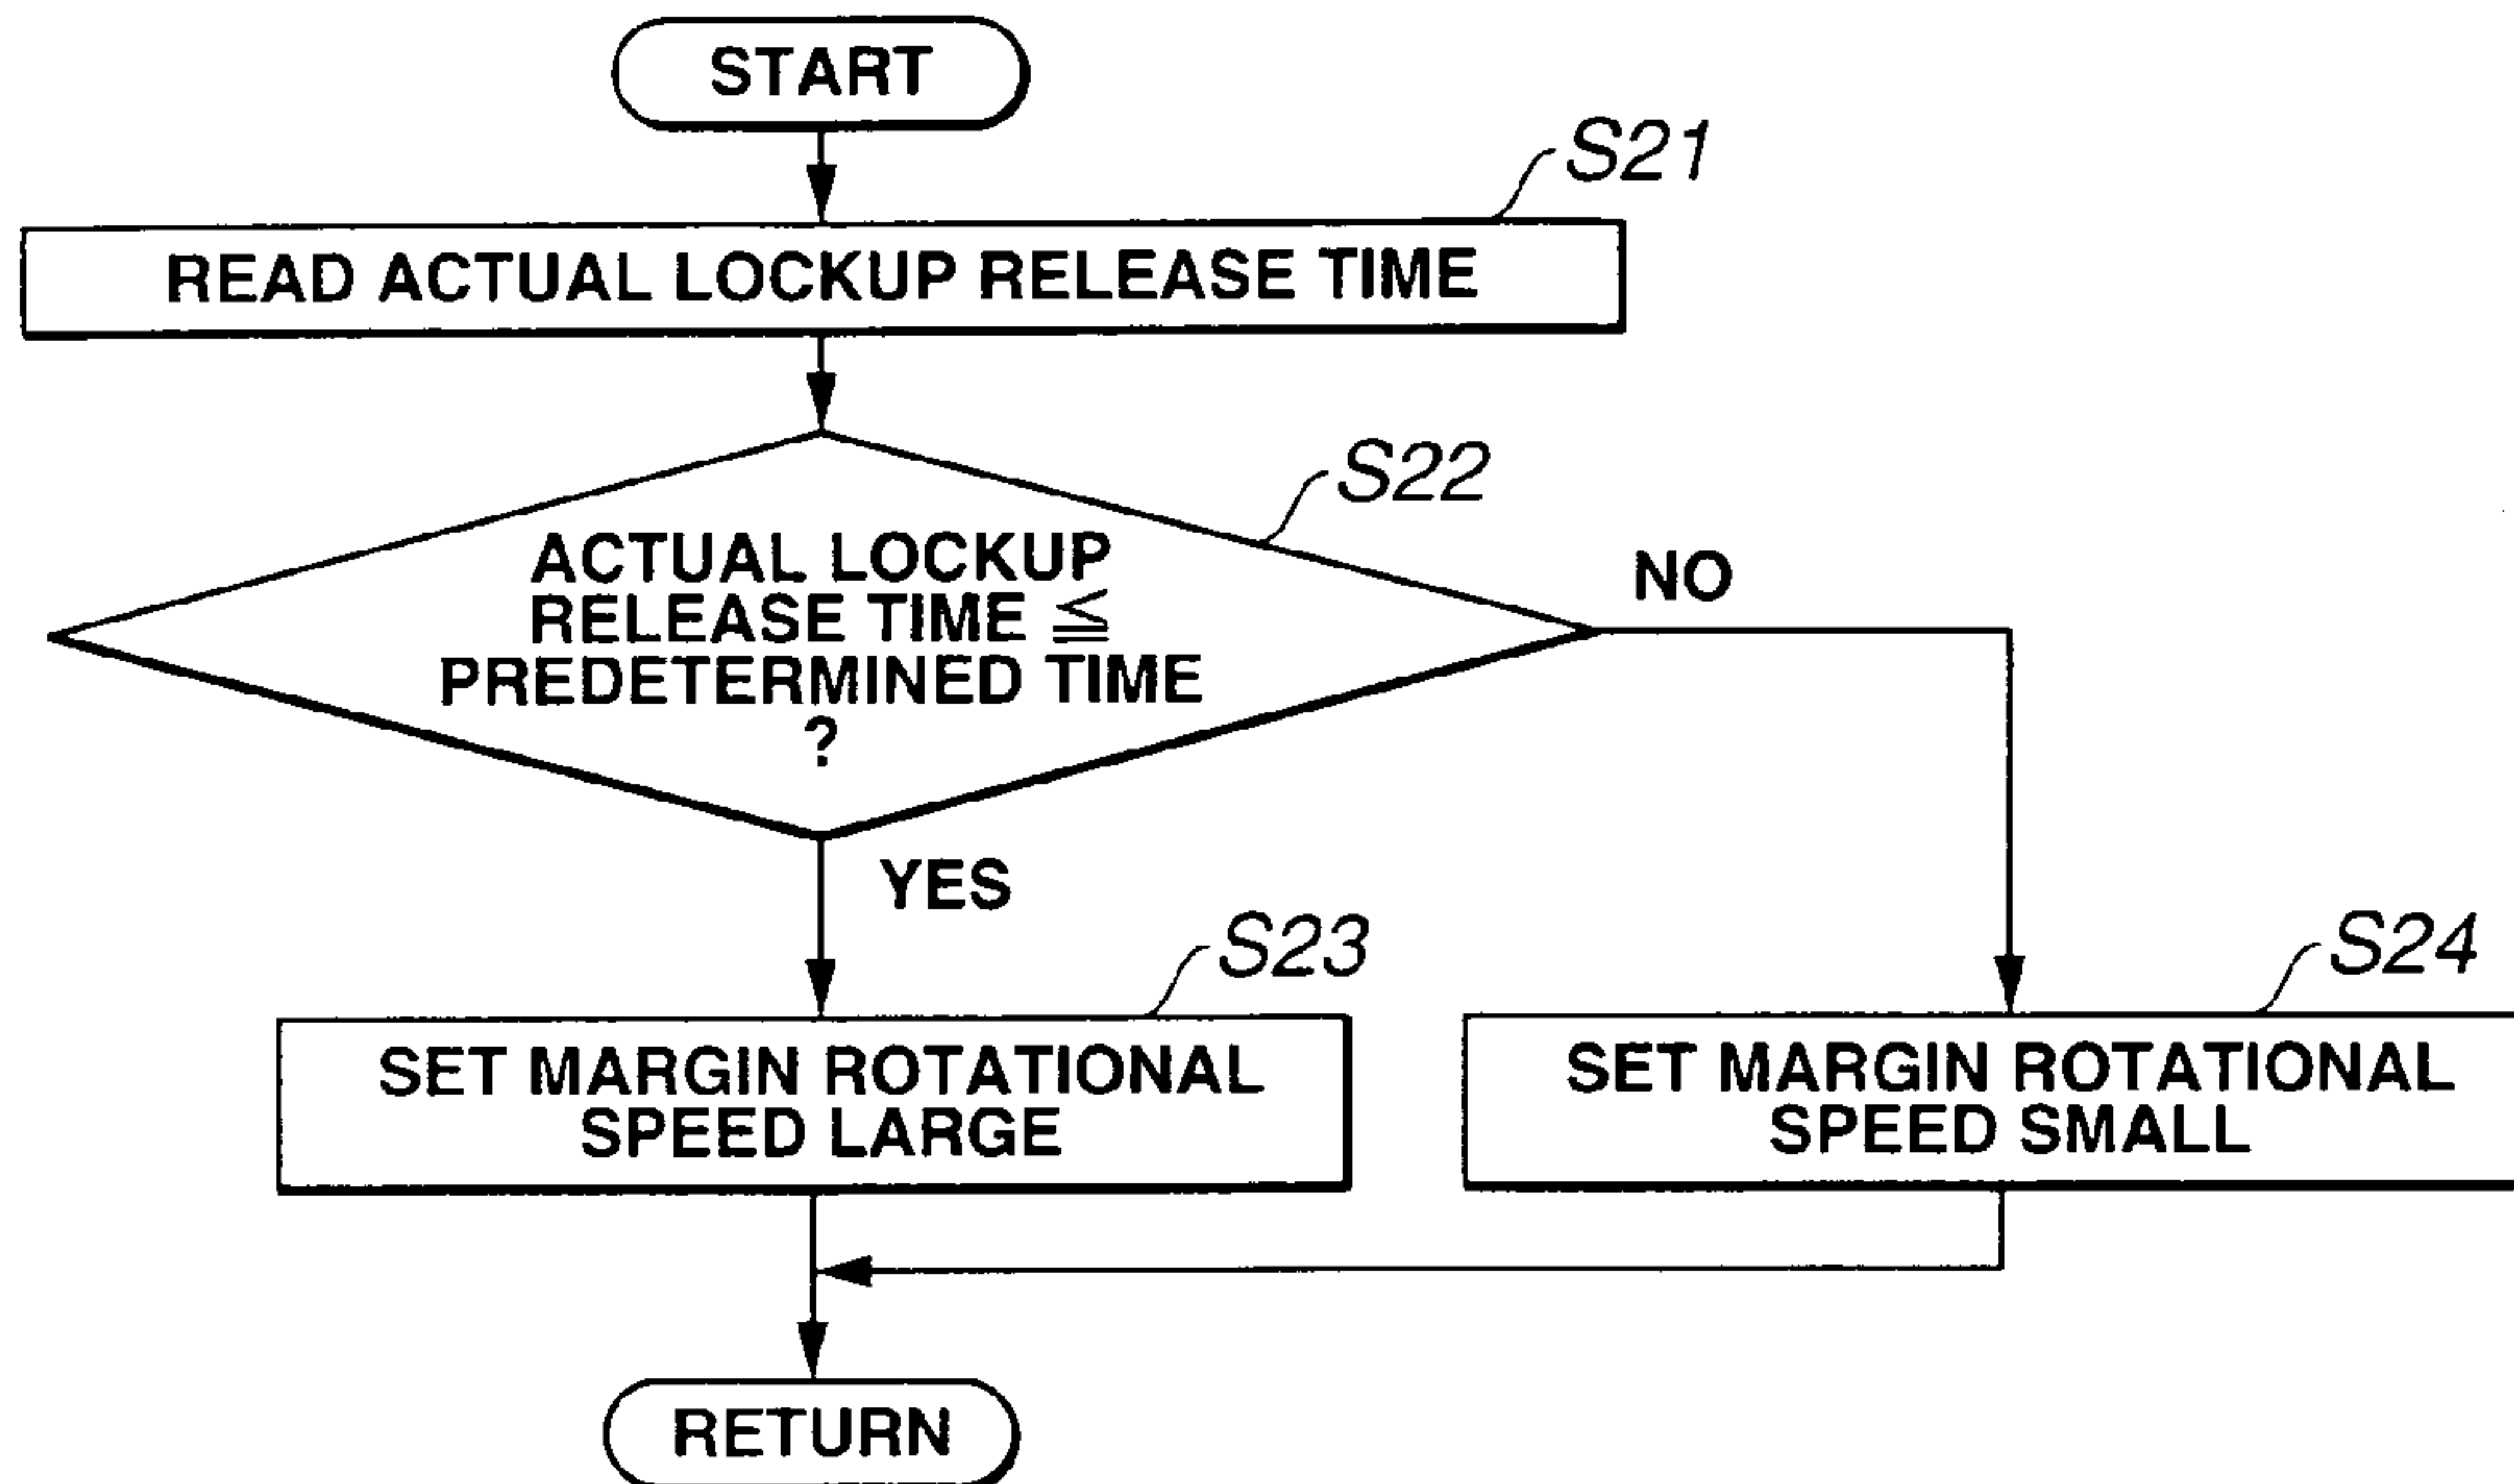 START
S21
READ ACTUAL LOCKUP RELEASE TIME
S22
ACTUAL LOCKUP
RELEASE TIME ≦
PREDETERMINED TIME
?
NO
YES
S23
SET MARGIN ROTATIONAL
SPEED LARGE
S24
SET MARGIN ROTATIONAL
SPEED SMALL
RETURN